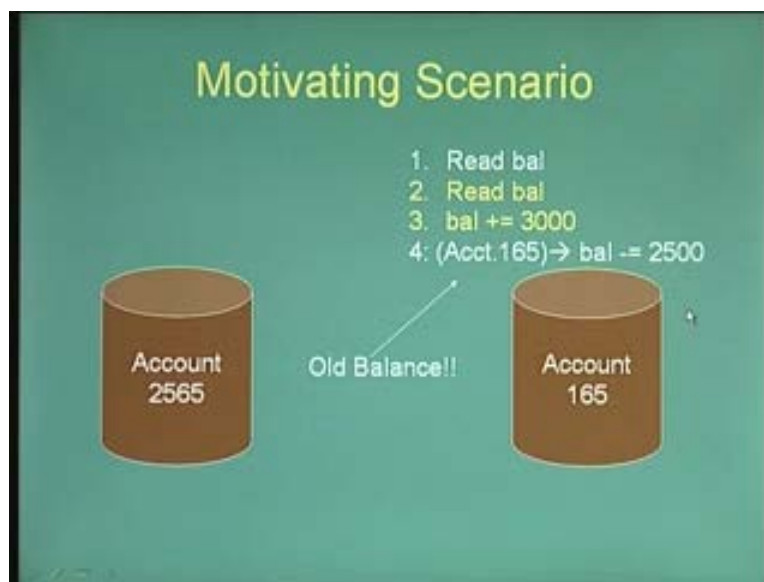 Motivating Scenario
1. Read bal
2. Read bal
3. bal += 3000
4: (Acct.165)→ bal -= 2500
Old Balance!!
Account
2565
Account
165